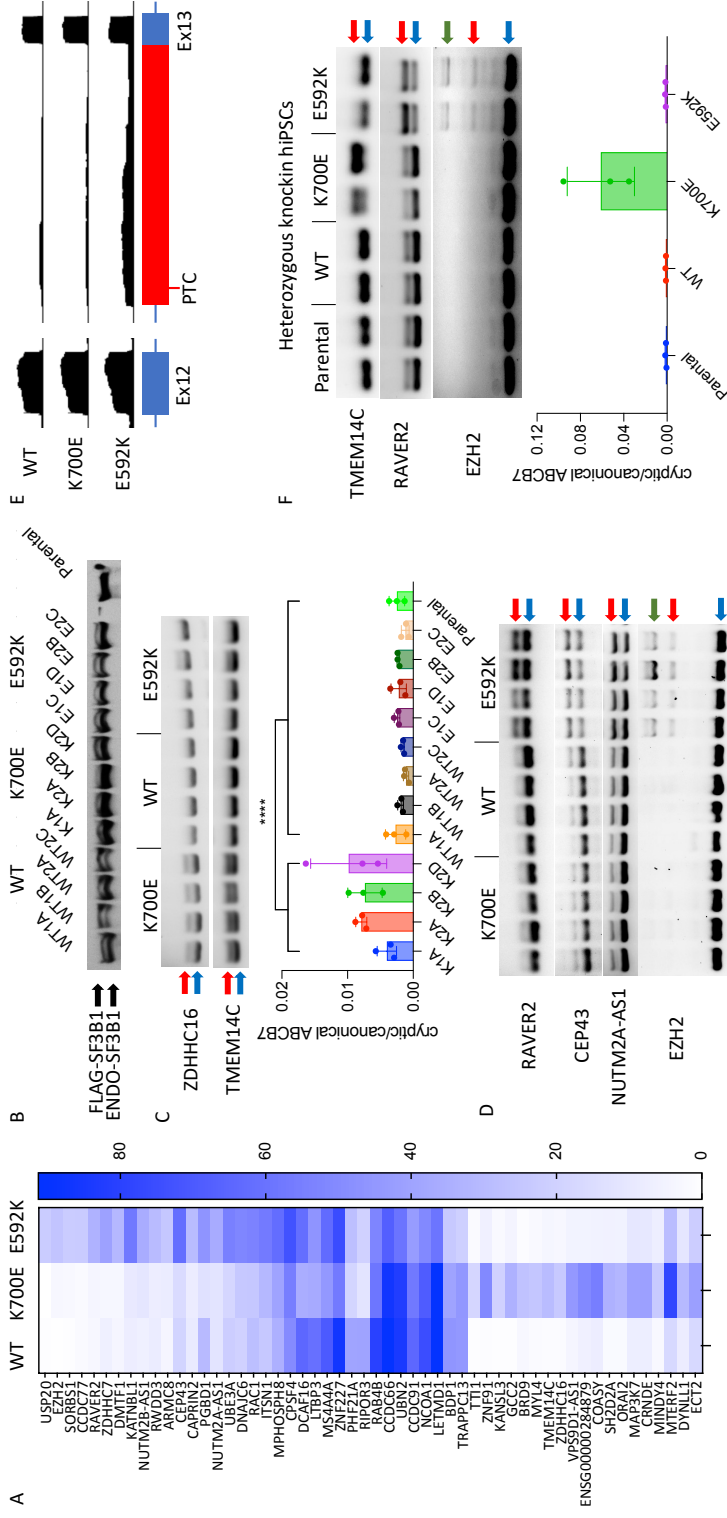 A
WT
K700E
E592K
USP20
EZH2
SORBS1
CCDC77
RAVER2
ZDHHC7
DMTF1
KATNBL1
NUTM2B-AS1
RWDD3
ARMC8
CEP43
CAPRIN2
PGBD1
NUTM2A-AS1
UBE3A
DNAJC6
RAC1
ITSN1
MPHOSPH8
CPSF4
DCAF16
LTBP3
MS4A4A
ZNF227
PHF21A
RIPOR3
RAB4B
CCDC66
UBN2
CCDC91
NCOA1
LETMD1
BDP1
TRAPPC13
TTI1
ZNF91
KANSL3
GCC2
BRD9
MYL4
TMEM14C
ZDHHC16
VPS9D1-AS1
ENSG00000284879
COASY
SH2D2A
ORAI2
MAP3K7
CRNDE
MINDY4
MTERF2
DYNLL1
ECT2
80
60
40
20
0
B
WT
K700E
E592K
WT1A
WT1B
WT2A
WT2C
K1A
K2A
K2B
K2D
E1C
E1D
E2B
E2C
Parental
FLAG-SF3B1
ENDO-SF3B1
C
K700E
WT
E592K
ZDHHC16
TMEM14C
****
cryptic/canonical ABCB7
0.02
0.01
0.00
K1A
K2A
K2B
K2D
WT1A
WT1B
WT2A
WT2C
E1C
E1D
E2B
E2C
Parental
D
K700E
WT
E592K
RAVER2
CEP43
NUTM2A-AS1
EZH2
E
WT
K700E
E592K
PTC
Ex12
Ex13
F
Heterozygous knockin hiPSCs
Parental
WT
K700E
E592K
TMEM14C
RAVER2
EZH2
cryptic/canonical ABCB7
0.12
0.08
0.04
0.00
Parental
WT
K700E
E592K